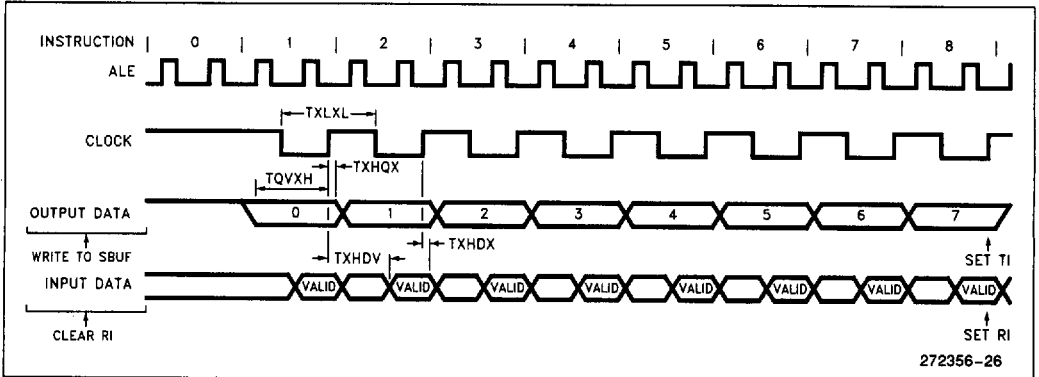 INSTRUCTION | 0 | 1 | 2 | 3 | 4 | 5 | 6 | 7 | 8 |
ALE
TXLXL
CLOCK
TXHQX
TQVXH
OUTPUT DATA 0 1 2 3 4 5 6 7
WRITE TO SBUF
TXHDV
TXHDX
SET TI
INPUT DATA VALID VALID VALID VALID VALID VALID VALID VALID
CLEAR RI
SET RI
272356-26